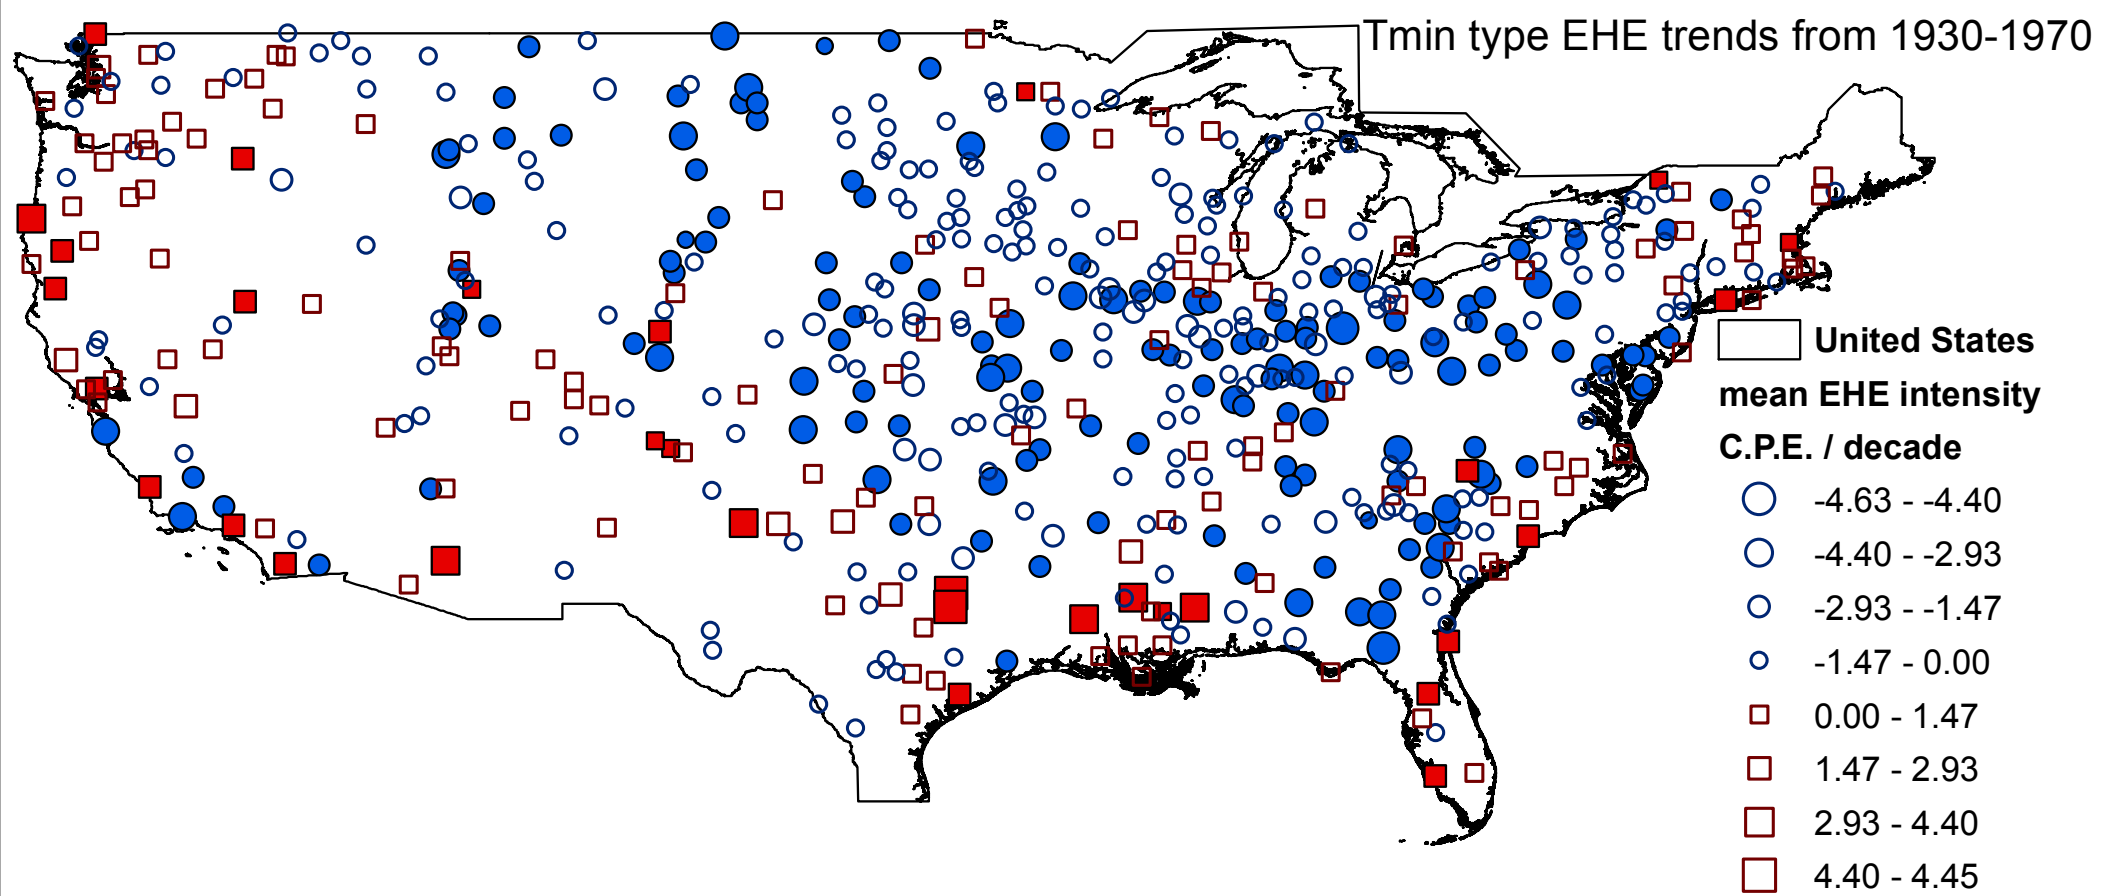 Tmin type EHE trends from 1930-1970
United States
mean EHE intensity
C.P.E. / decade
-4.63 - -4.40
-4.40 - -2.93
-2.93 - -1.47
-1.47 - 0.00
0.00 - 1.47
1.47 - 2.93
2.93 - 4.40
4.40 - 4.45